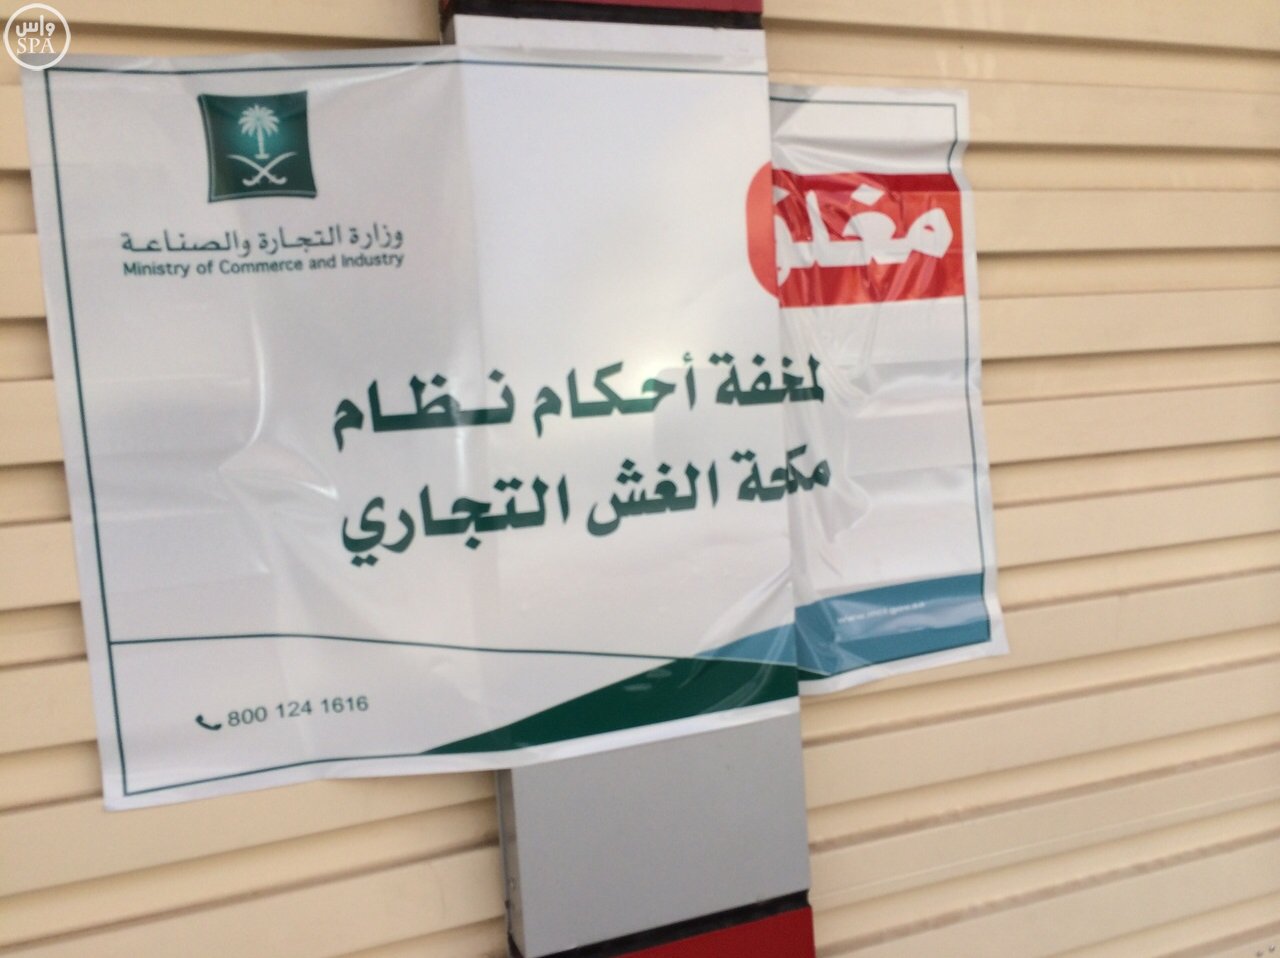 واس
SPA
وزارة التجارة والصناعة
Ministry of Commerce and Industry
مغلق
لمخفة أحكام نظام
مكحة الغش التجاري
800 124 1616